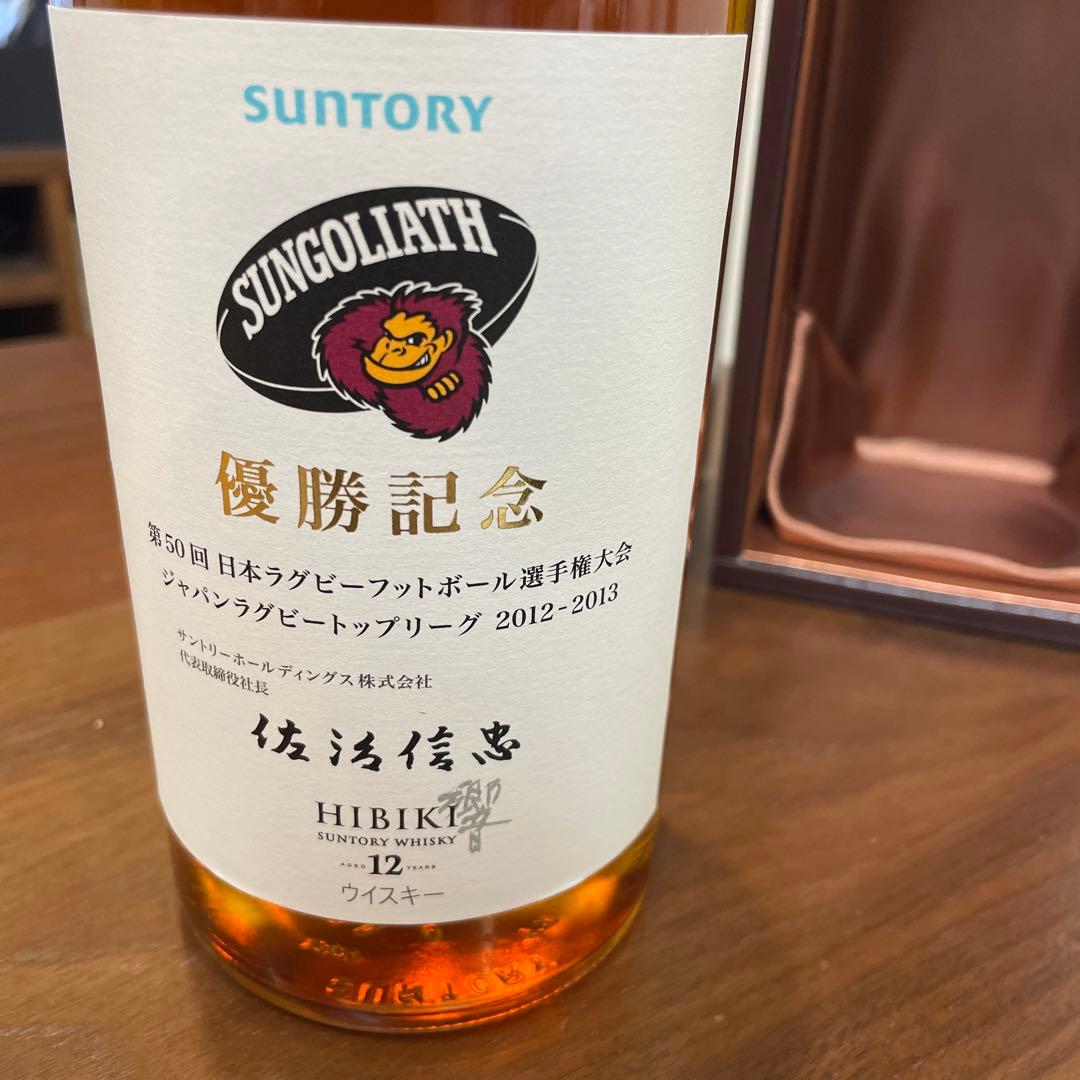 SUNTORY
SUNGOLIATH
優勝記念
第50回 日本ラグビーフットボール選手権大会
ジャパンラグビートップリーグ 2012-2013
サントリーホールディングス株式会社
代表取締役社長
佐治信忠
HIBIKI 響
SUNTORY WHISKY
AGED 12 YEARS
ウイスキー